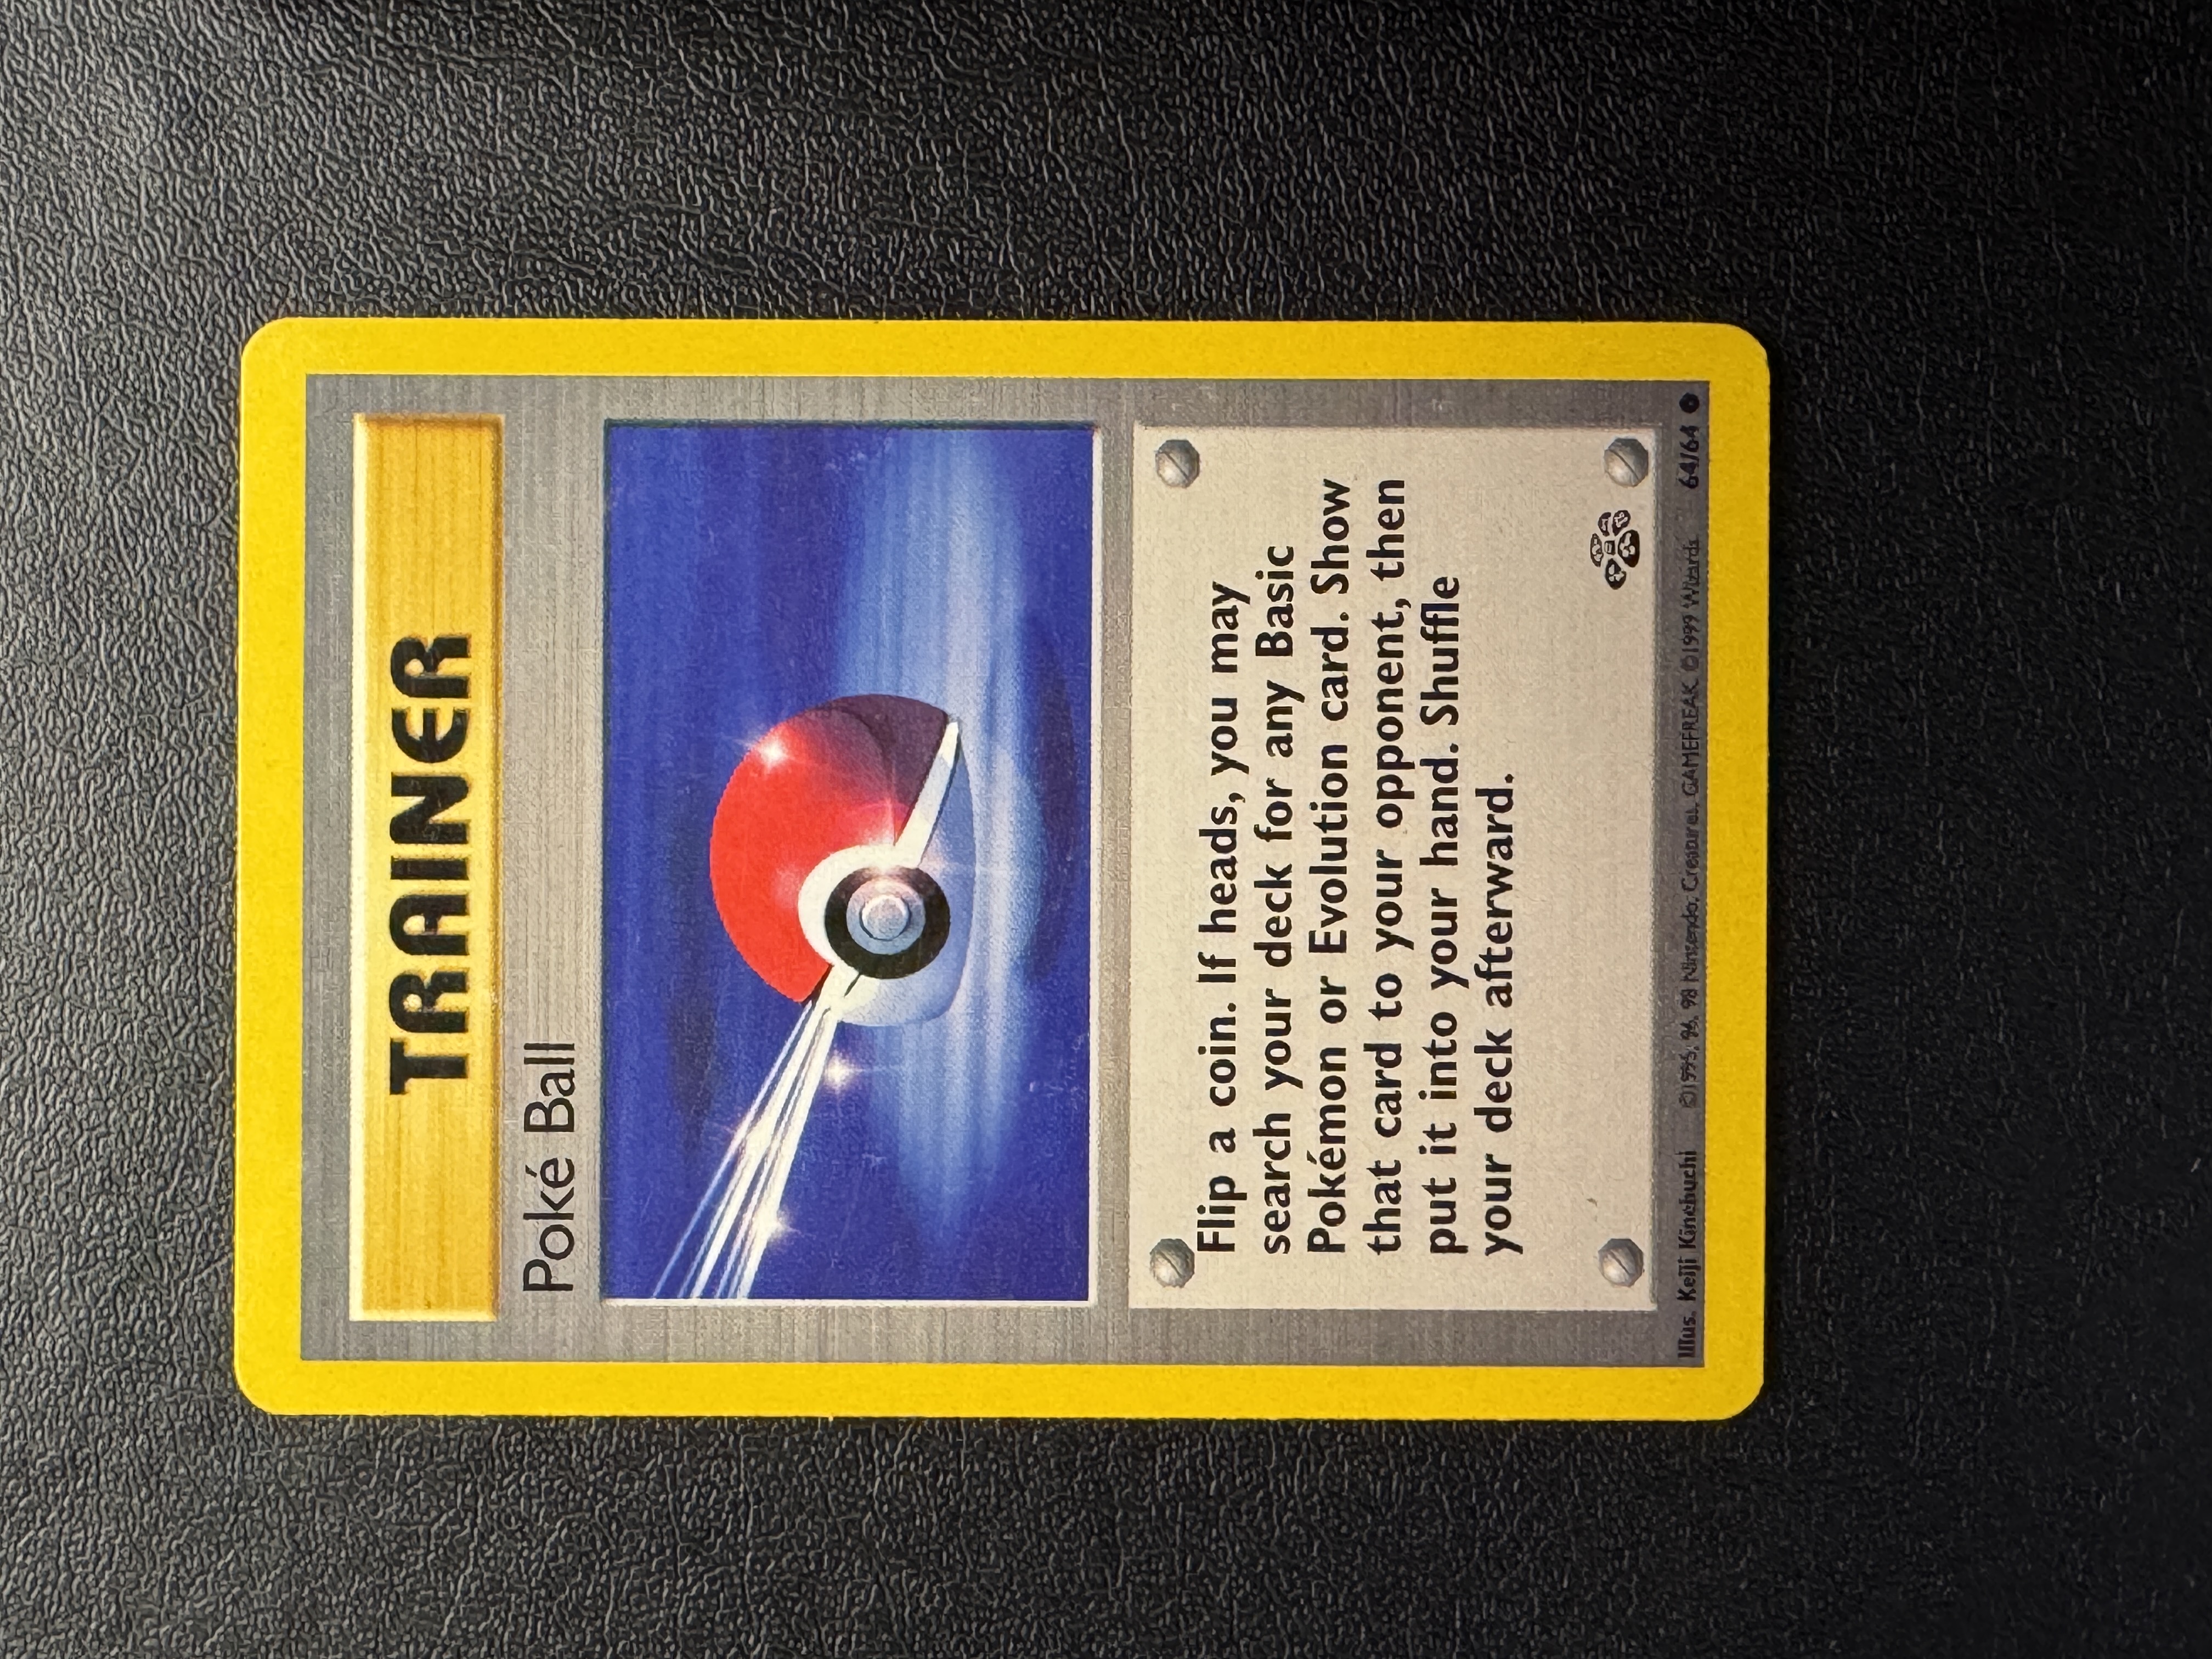 TRAINER
Poké Ball
Flip a coin. If heads, you may
search your deck for any Basic
Pokémon or Evolution card. Show
that card to your opponent, then
put it into your hand. Shuffle
your deck afterward.
Illus. Keiji Kinebuchi ©1995, 96, 98 Nintendo, Creatures, GAMEFREAK. ©1999 Wizards. 64/64 ●